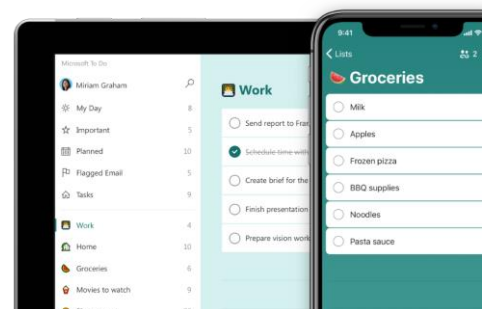 Microsoft To Do
Miriam Graham
My Day 8
Important 5
Planned 10
Flagged Email 5
Tasks 9
Work 4
Home 10
Groceries 6
Movies to watch 9
Work
Send report to
Schedule time with
Create brief for the
Finish presentation
Prepare vision
9:41
Lists
2
Groceries
Milk
Apples
Frozen pizza
BBQ supplies
Noodles
Pasta sauce